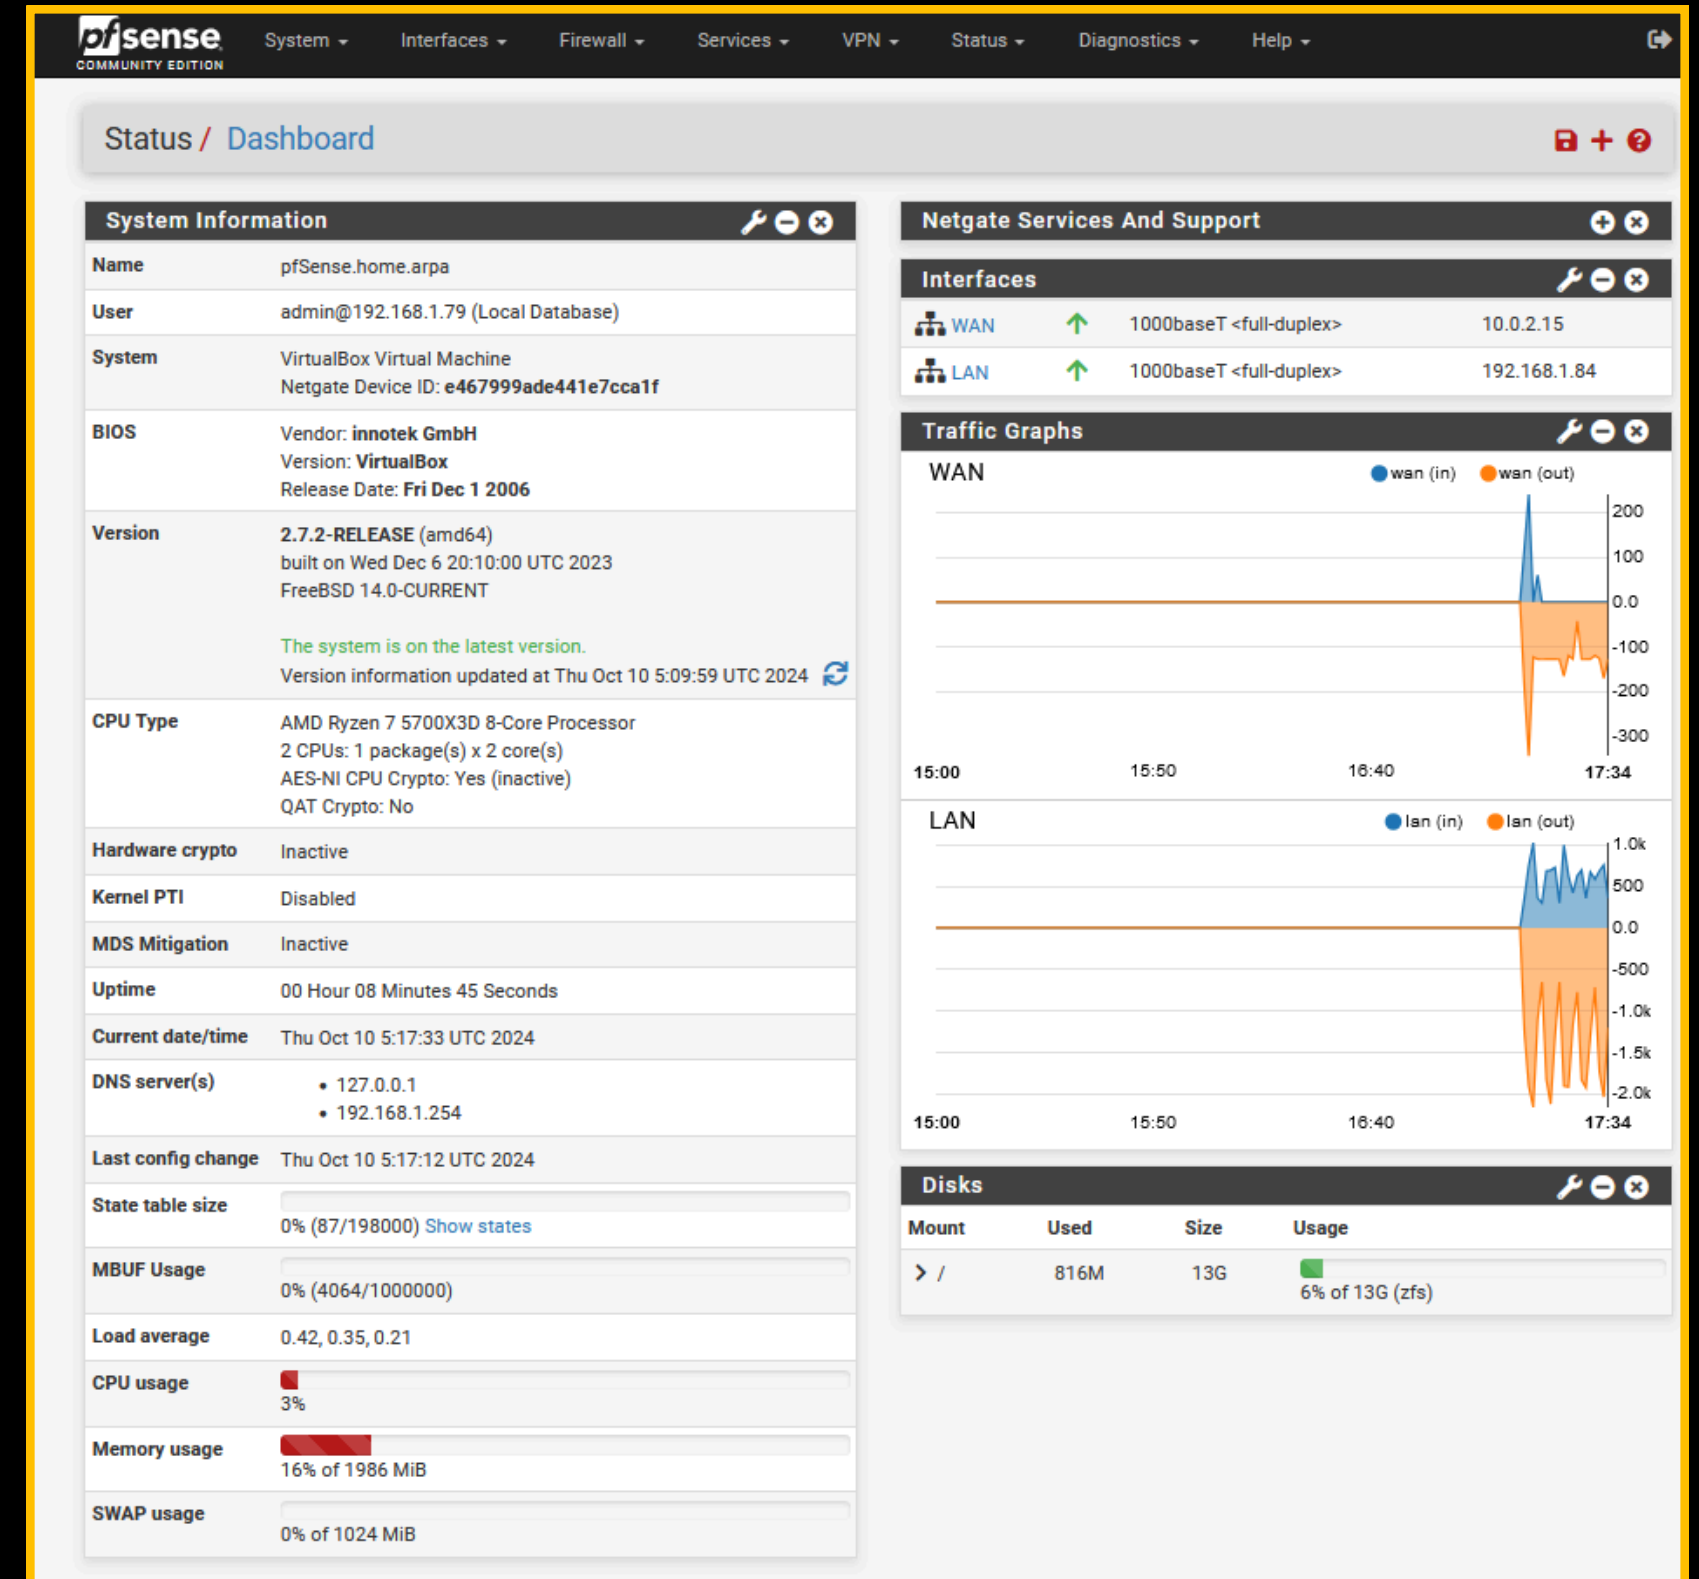 pfsense
COMMUNITY EDITION
System
Interfaces
Firewall
Services
VPN
Status
Diagnostics
Help
Status / Dashboard
System Information
Name pfSense.home.arpa
User admin@192.168.1.79 (Local Database)
System VirtualBox Virtual Machine
Netgate Device ID: e467999ade441e7cca1f
BIOS Vendor: innotek GmbH
Version: VirtualBox
Release Date: Fri Dec 1 2006
Version 2.7.2-RELEASE (amd64)
built on Wed Dec 6 20:10:00 UTC 2023
FreeBSD 14.0-CURRENT
The system is on the latest version.
Version information updated at Thu Oct 10 5:09:59 UTC 2024
CPU Type AMD Ryzen 7 5700X3D 8-Core Processor
2 CPUs: 1 package(s) x 2 core(s)
AES-NI CPU Crypto: Yes (inactive)
QAT Crypto: No
Hardware crypto Inactive
Kernel PTI Disabled
MDS Mitigation Inactive
Uptime 00 Hour 08 Minutes 45 Seconds
Current date/time Thu Oct 10 5:17:33 UTC 2024
DNS server(s) • 127.0.0.1
• 192.168.1.254
Last config change Thu Oct 10 5:17:12 UTC 2024
State table size
0% (87/198000) Show states
MBUF Usage
0% (4064/1000000)
Load average 0.42, 0.35, 0.21
CPU usage
3%
Memory usage
16% of 1986 MiB
SWAP usage
0% of 1024 MiB
Netgate Services And Support
Interfaces
WAN 1000baseT <full-duplex> 10.0.2.15
LAN 1000baseT <full-duplex> 192.168.1.84
Traffic Graphs
WAN wan (in) wan (out)
200
100
0.0
-100
-200
-300
15:00 15:50 16:40 17:34
LAN lan (in) lan (out)
1.0k
500
0.0
-500
-1.0k
-1.5k
-2.0k
15:00 15:50 16:40 17:34
Disks
Mount Used Size Usage
/ 816M 13G
6% of 13G (zfs)